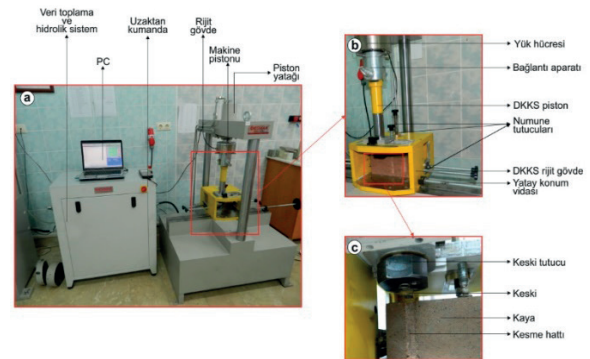 Veri toplama
ve
hidrolik sistem
PC
Uzaktan
kumanda
Rijit
gövde
Makine
pistonu
Piston
yatağı
a
b
Yük hücresi
Bağlantı aparatı
DKKS piston
Numune
tutucuları
DKKS rijit gövde
Yatay konum
vidası
c
Keski tutucu
Keski
Kaya
Kesme hattı